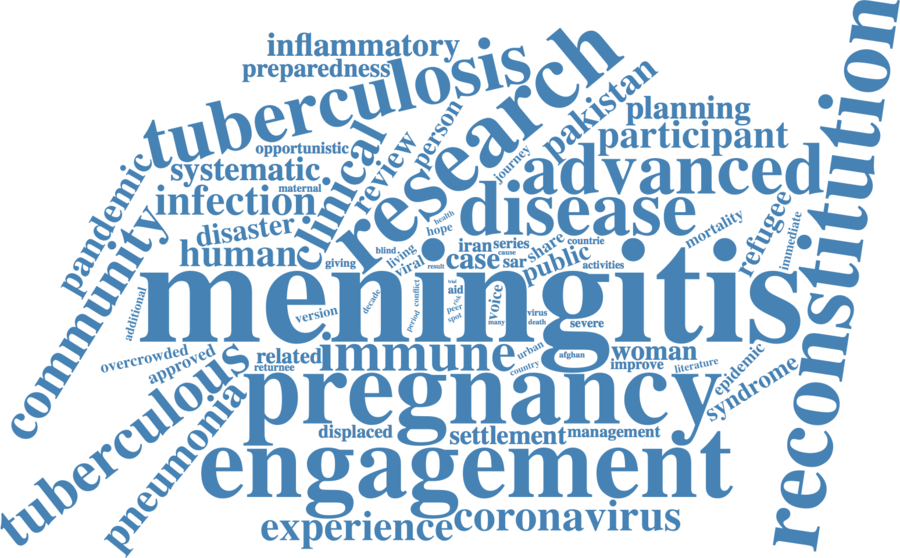 inflammatory
preparedness
tuberculosis
research
pakistan
planning
participant
reconstitution
opportunistic
systematic
maternal
infection
clinical
review
person
journey
advanced
disease
pandemic
community
disaster
human
health
hope
mortality
refugee
immediate
blind
living
giving
viral
result
iran
series
cause
case
sar
share
countrie
public
activities
meningitis
additional
version
decade
period
conflict
trial
aid
risk
peer
spot
voice
many
virus
death
severe
overcrowded
approved
related
returnee
immune
urban
country
afghan
woman
improve
literature
epidemic
syndrome
tuberculous
pneumonia
pregnancy
displaced
settlement
management
engagement
experience
coronavirus